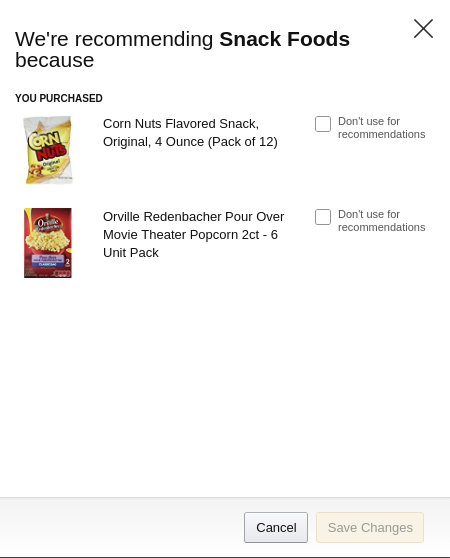 We're recommending Snack Foods
because
YOU PURCHASED
CORN
NUTS
Original
Corn Nuts Flavored Snack,
Original, 4 Ounce (Pack of 12)
Don't use for
recommendations
Orville
Redenbacher's
Orville Redenbacher Pour Over
Movie Theater Popcorn 2ct - 6
Unit Pack
Don't use for
recommendations
Cancel
Save Changes